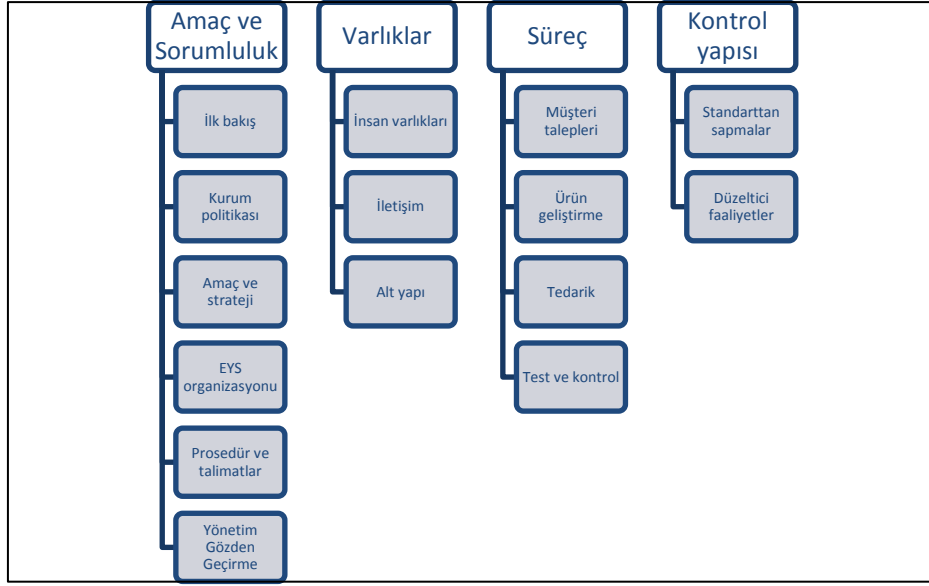 Amaç ve
Sorumluluk
İlk bakış
Kurum
politikası
Amaç ve
strateji
EYS
organizasyonu
Prosedür ve
talimatlar
Yönetim
Gözden
Geçirme
Varlıklar
İnsan varlıkları
İletişim
Alt yapı
Süreç
Müşteri
talepleri
Ürün
geliştirme
Tedarik
Test ve kontrol
Kontrol
yapısı
Standarttan
sapmalar
Düzeltici
faaliyetler